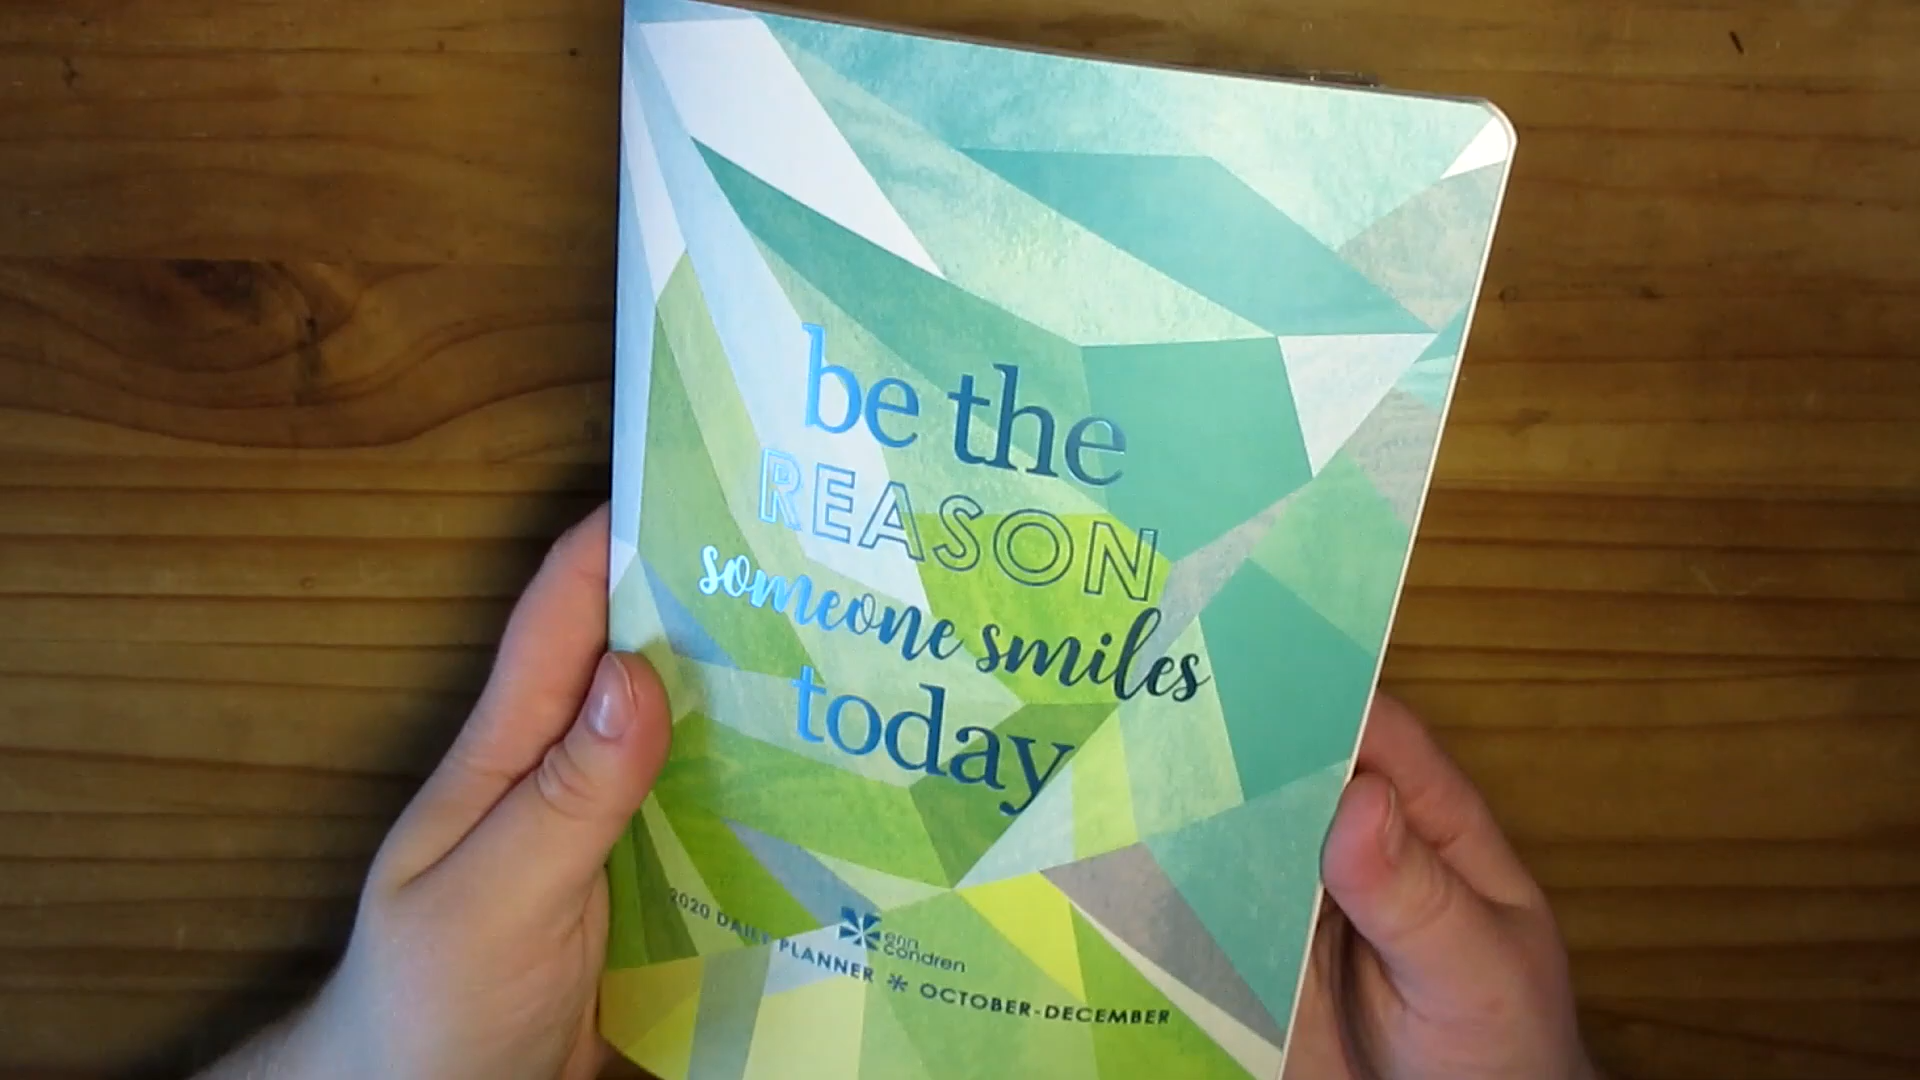 be the
REASON
someone smiles
today
erin
condren
2020 DAILY PLANNER * OCTOBER-DECEMBER